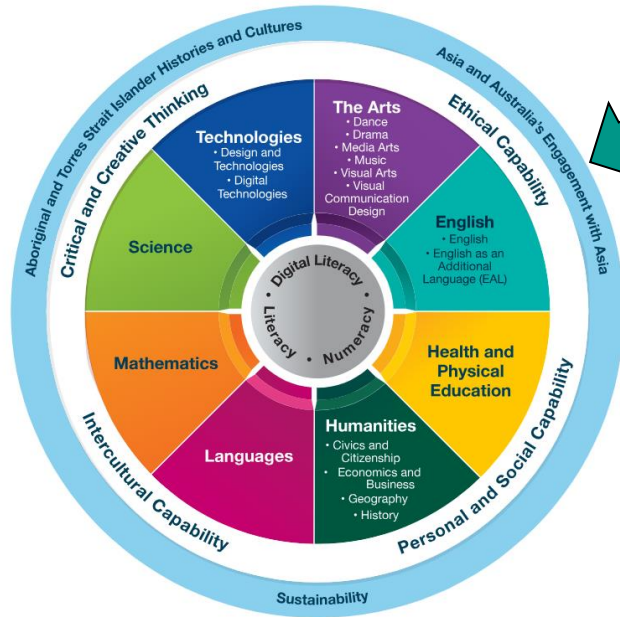 Aboriginal and Torres Strait Islander Histories and Cultures
Asia and Australia's Engagement with Asia
Sustainability
Critical and Creative Thinking
Ethical Capability
Personal and Social Capability
Intercultural Capability
Technologies
• Design and
Technologies
• Digital
Technologies
The Arts
• Dance
• Drama
• Media Arts
• Music
• Visual Arts
• Visual
Communication
Design
English
• English
• English as an
Additional
Language (EAL)
Health and
Physical
Education
Humanities
• Civics and
Citizenship
• Economics and
Business
• Geography
• History
Languages
Mathematics
Science
• Digital Literacy •
Literacy • Numeracy